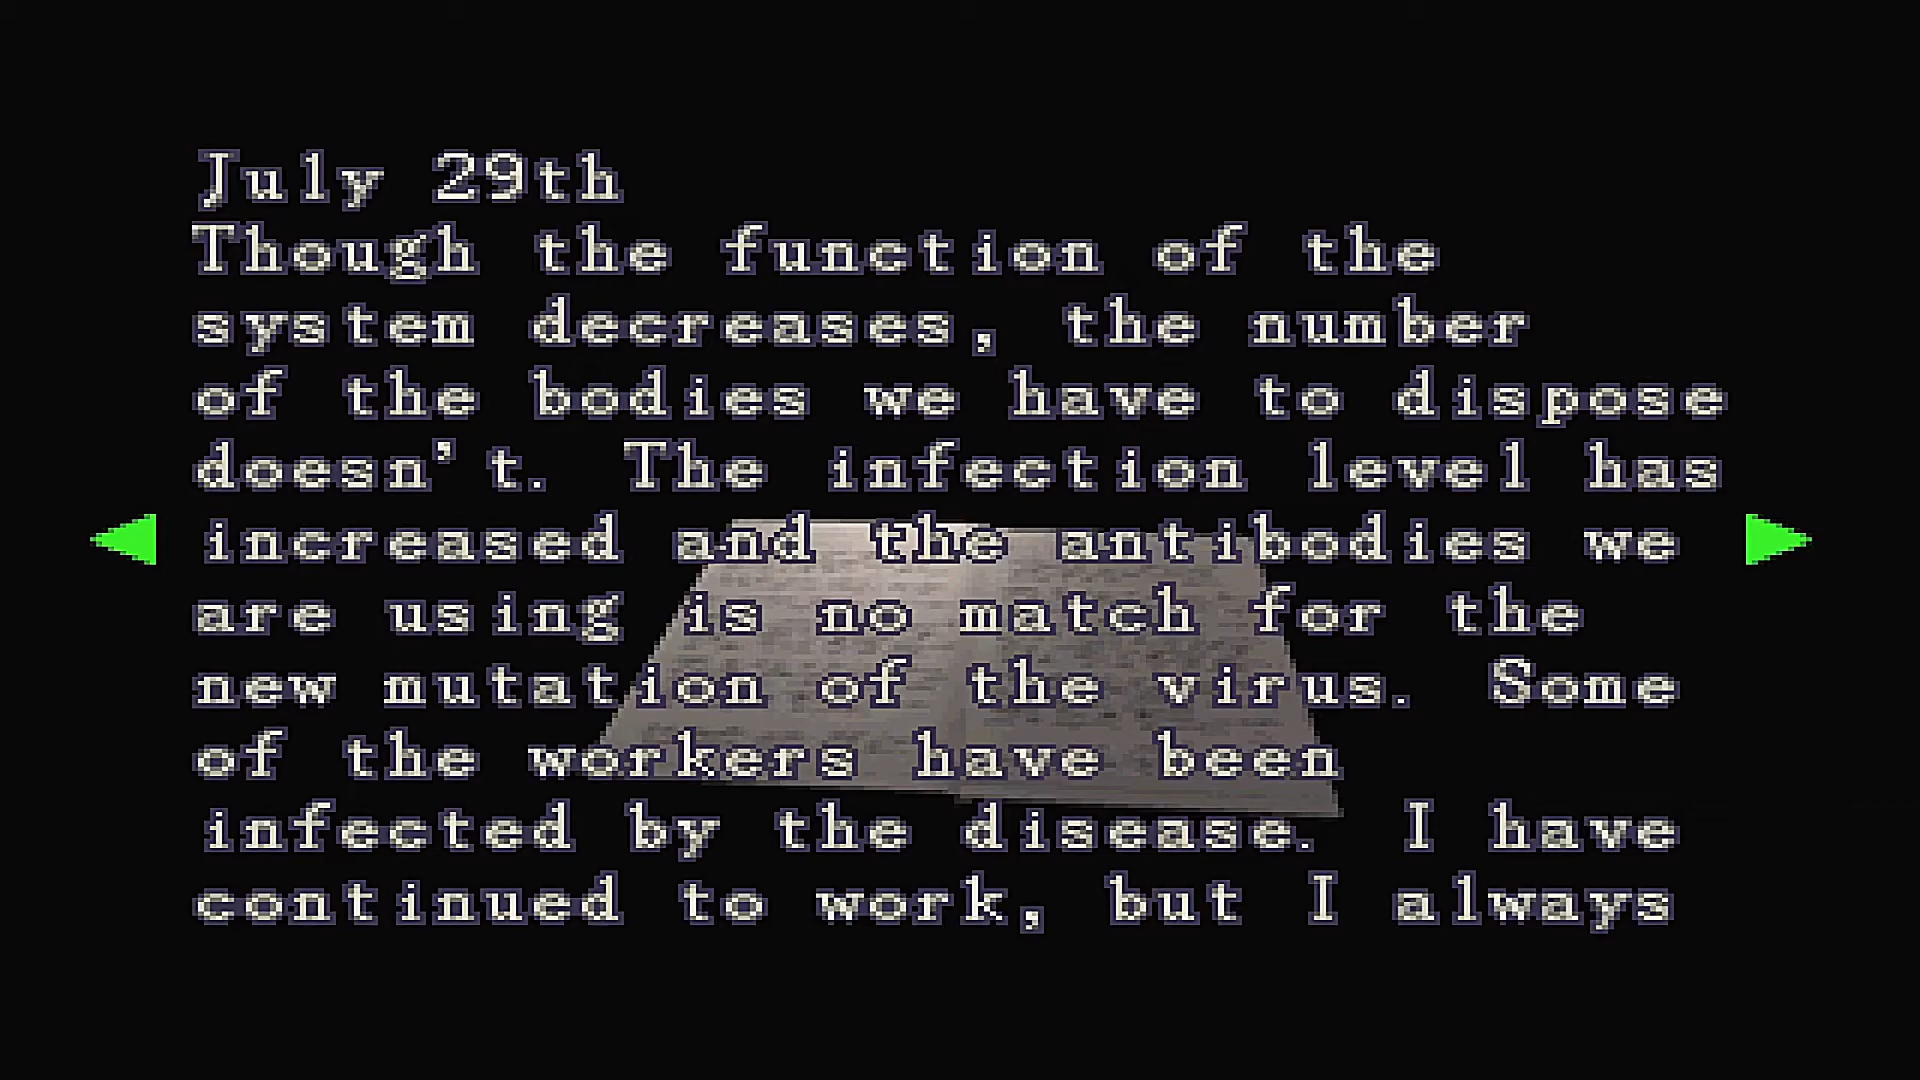 July 29th
Though the function of the
system decreases, the number
of the bodies we have to dispose
doesn't. The infection level has
increased and the antibodies we
are using is no match for the
new mutation of the virus. Some
of the workers have been
infected by the disease. I have
continued to work, but I always